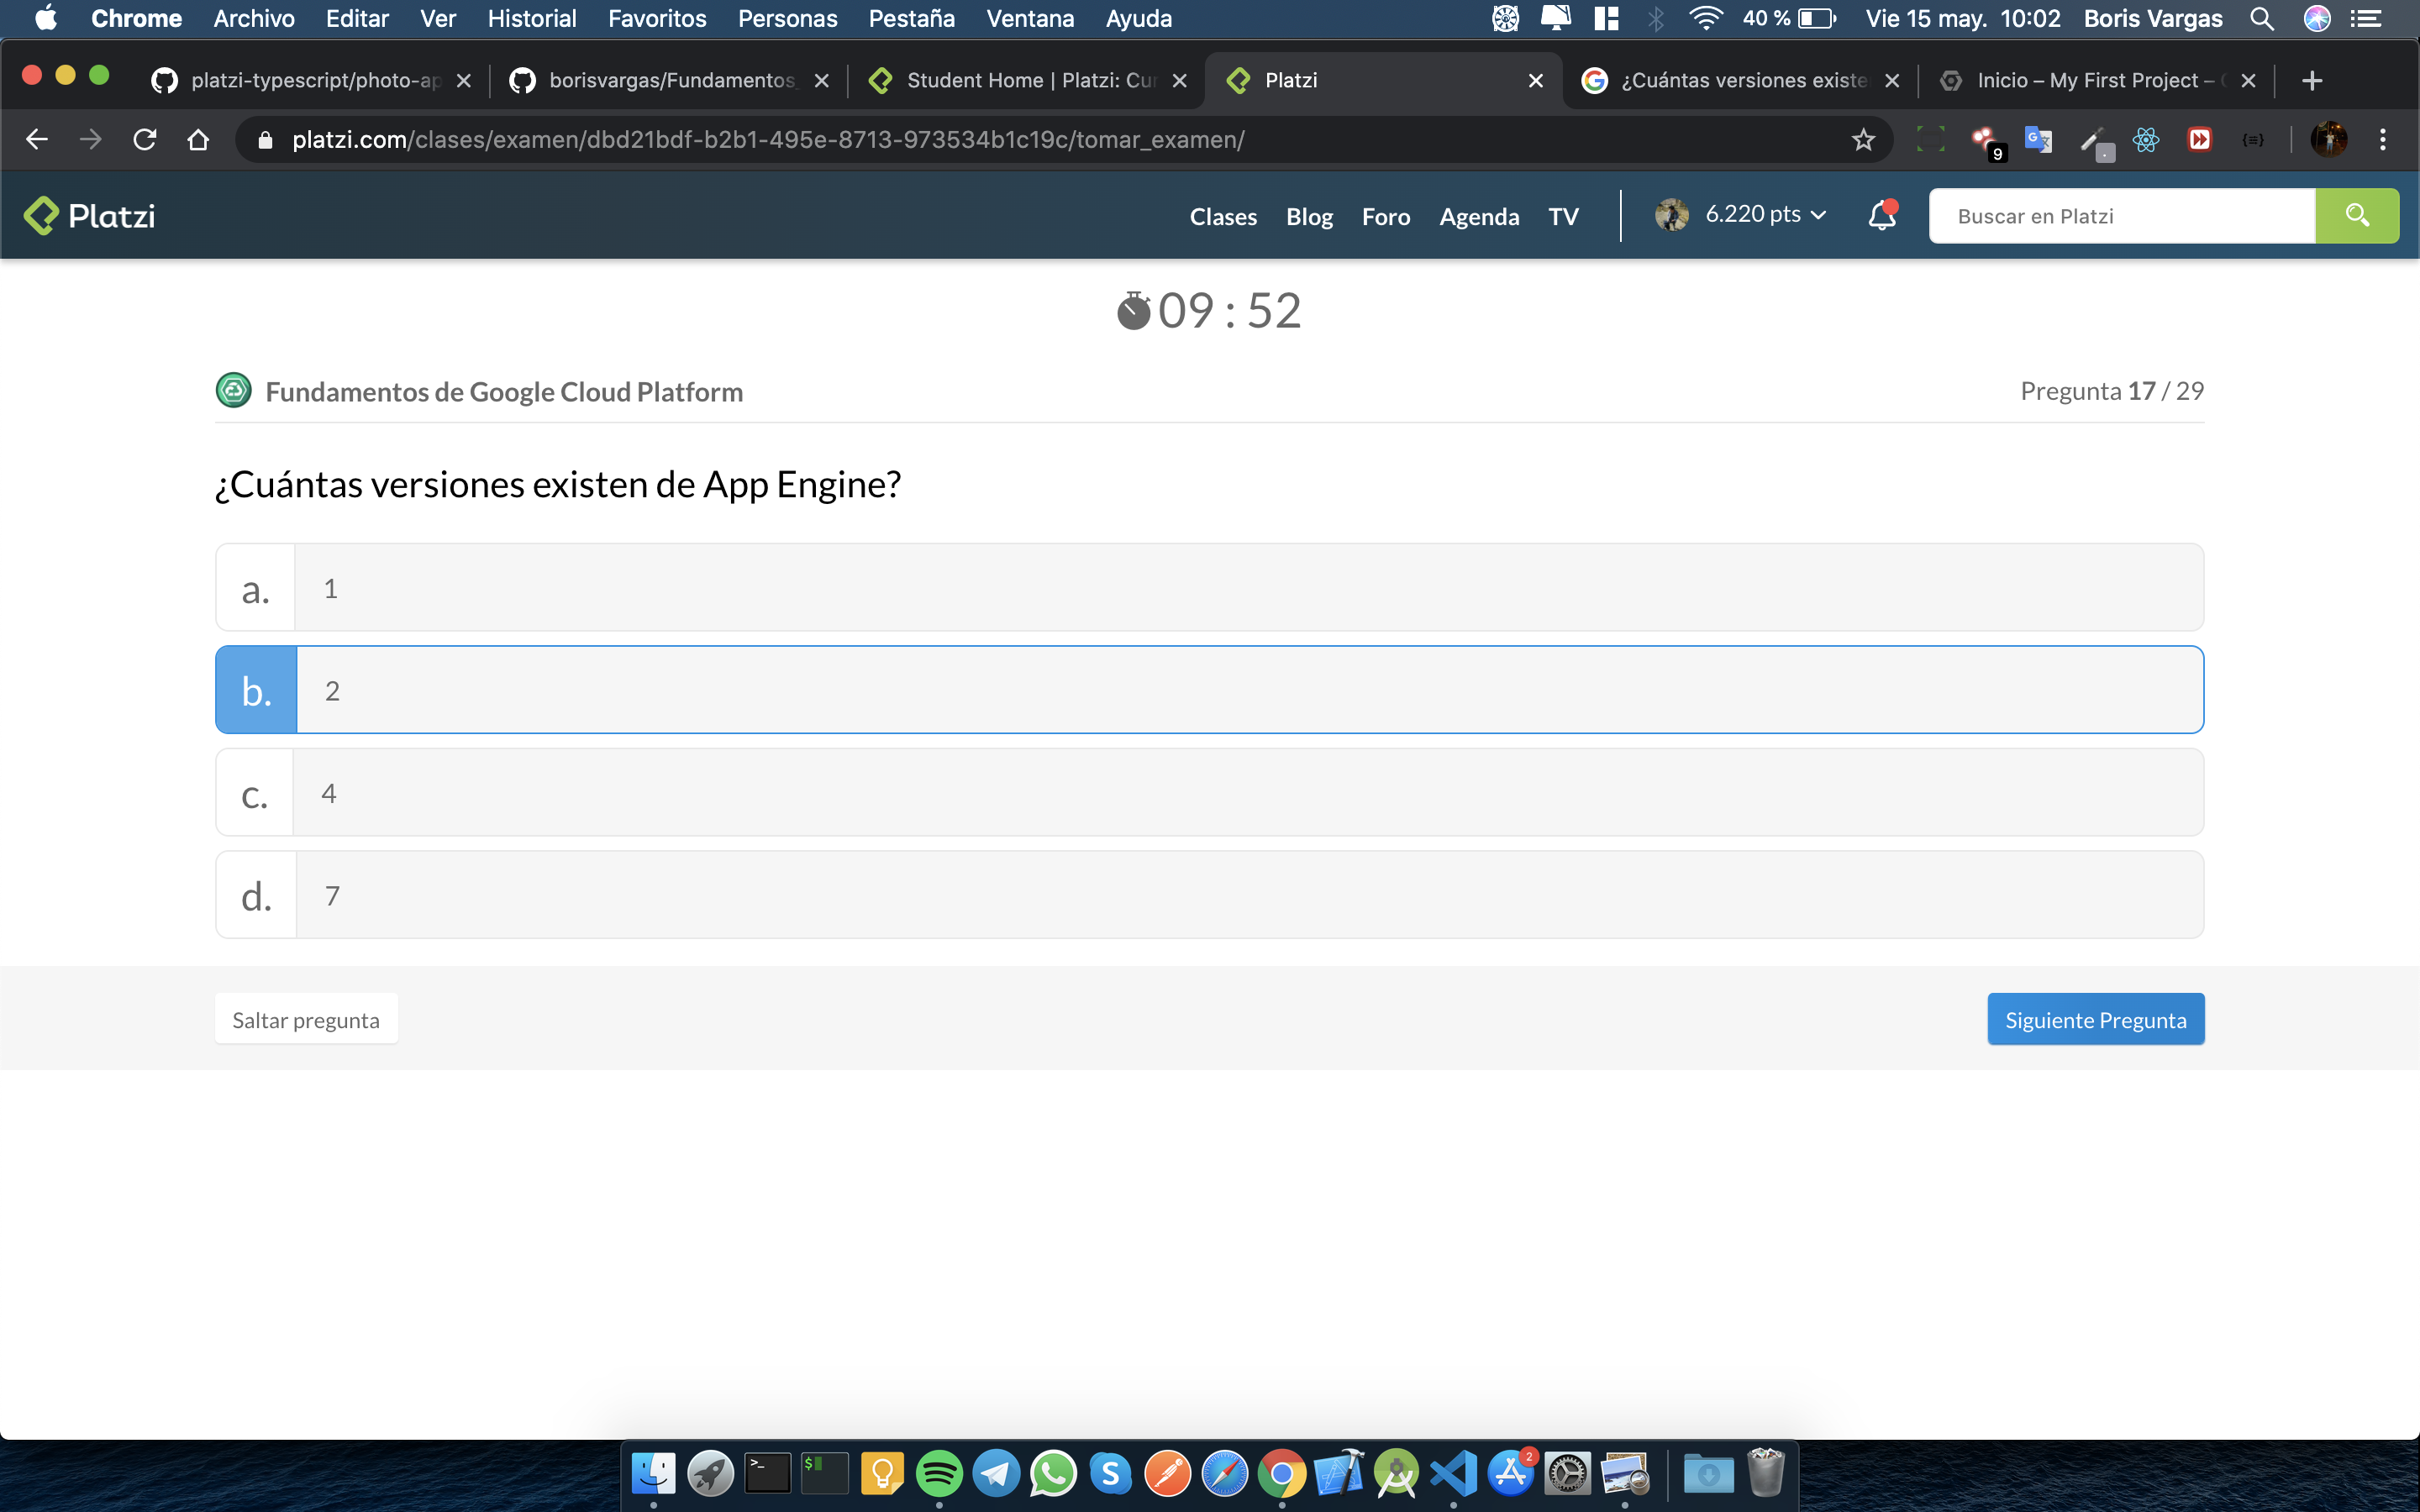 Chrome Archivo Editar Ver Historial Favoritos Personas Pestaña Ventana Ayuda 40 % Vie 15 may. 10:02 Boris Vargas
platzi-typescript/photo-ap borisvargas/Fundamentos_ Student Home | Platzi: Cur Platzi ¿Cuántas versiones existe Inicio – My First Project –
platzi.com/clases/examen/dbd21bdf-b2b1-495e-8713-973534b1c19c/tomar_examen/ 9
Platzi Clases Blog Foro Agenda TV 6.220 pts Buscar en Platzi
09 : 52
Fundamentos de Google Cloud Platform Pregunta 17 / 29
¿Cuántas versiones existen de App Engine?
a. 1
b. 2
c. 4
d. 7
Saltar pregunta Siguiente Pregunta
2